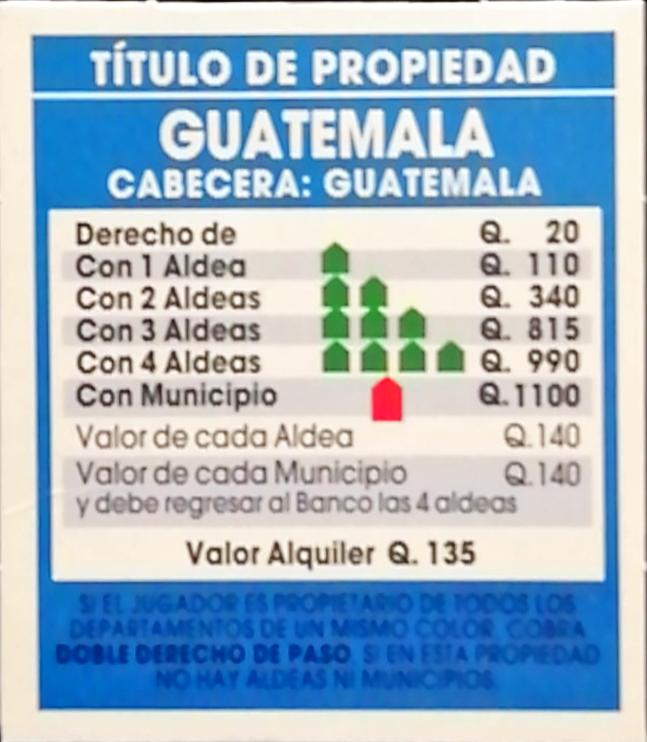 TÍTULO DE PROPIEDAD
GUATEMALA
CABECERA: GUATEMALA
Derecho de Q. 20
Con 1 Aldea Q. 110
Con 2 Aldeas Q. 340
Con 3 Aldeas Q. 815
Con 4 Aldeas Q. 990
Con Municipio Q.1100
Valor de cada Aldea Q.140
Valor de cada Municipio Q.140
y debe regresar al Banco las 4 aldeas
Valor Alquiler Q. 135
SI EL JUGADOR ES PROPIETARIO DE TODOS LOS
DEPARTAMENTOS DE UN MISMO COLOR, COBRA
DOBLE DERECHO DE PASO, SI EN ESTA PROPIEDAD
NO HAY ALDEAS NI MUNICIPIOS.